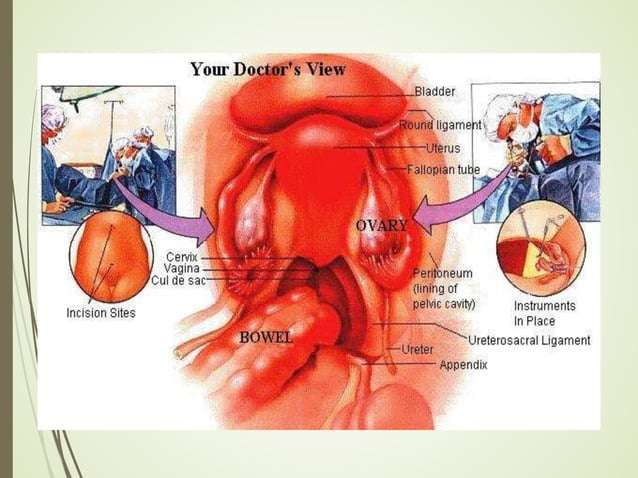 Your Doctor's View
Bladder
Round ligament
Uterus
Fallopian tube
OVARY
Cervix
Vagina
Cul de sac
Peritoneum
(lining of
pelvic cavity)
Incision Sites
Instruments
In Place
BOWEL
Ureterosacral Ligament
Ureter
Appendix